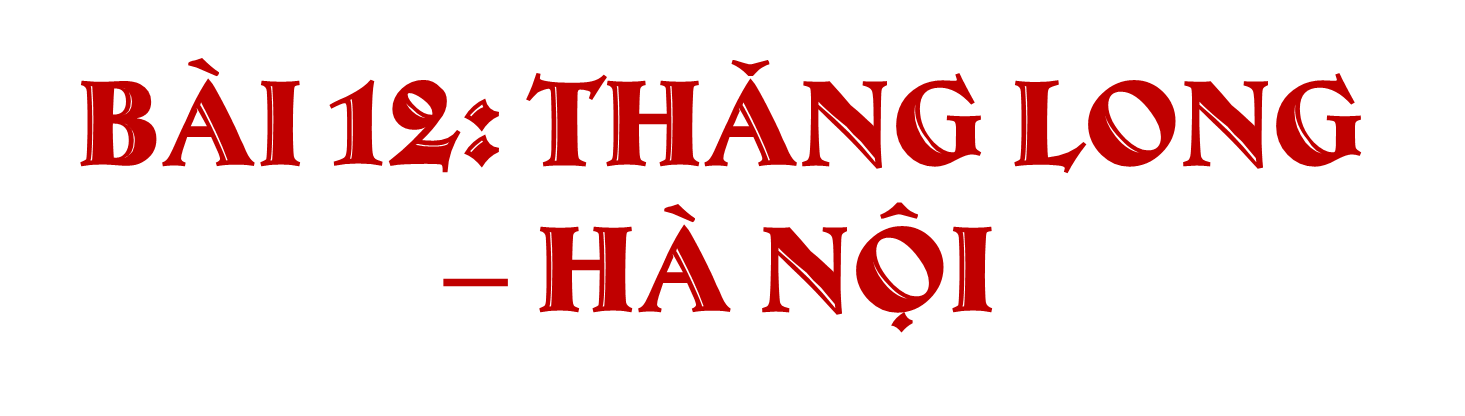 BÀI 12: THĂNG LONG
– HÀ NỘI